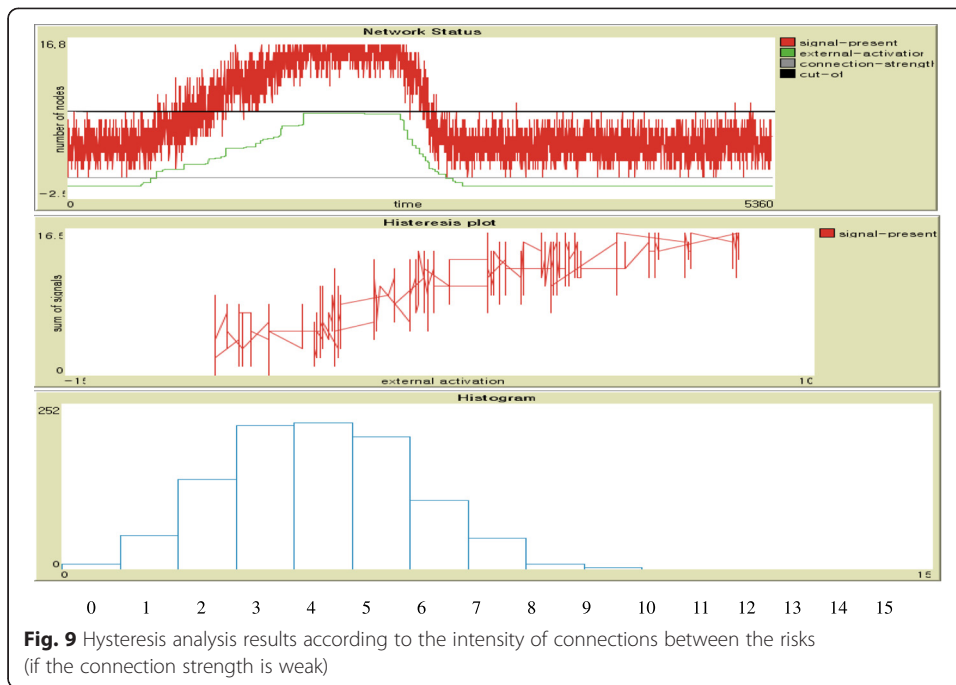 Network Status
16.8
number of nodes
-2.5
0
time
5360
signal-present
external-activation
connection-strength
cut-of
Histeresis plot
16.5
sum of signals
0
-15
external activation
10
signal-present
Histogram
252
0
0
15
0 1 2 3 4 5 6 7 8 9 10 11 12 13 14 15
Fig. 9 Hysteresis analysis results according to the intensity of connections between the risks
(if the connection strength is weak)